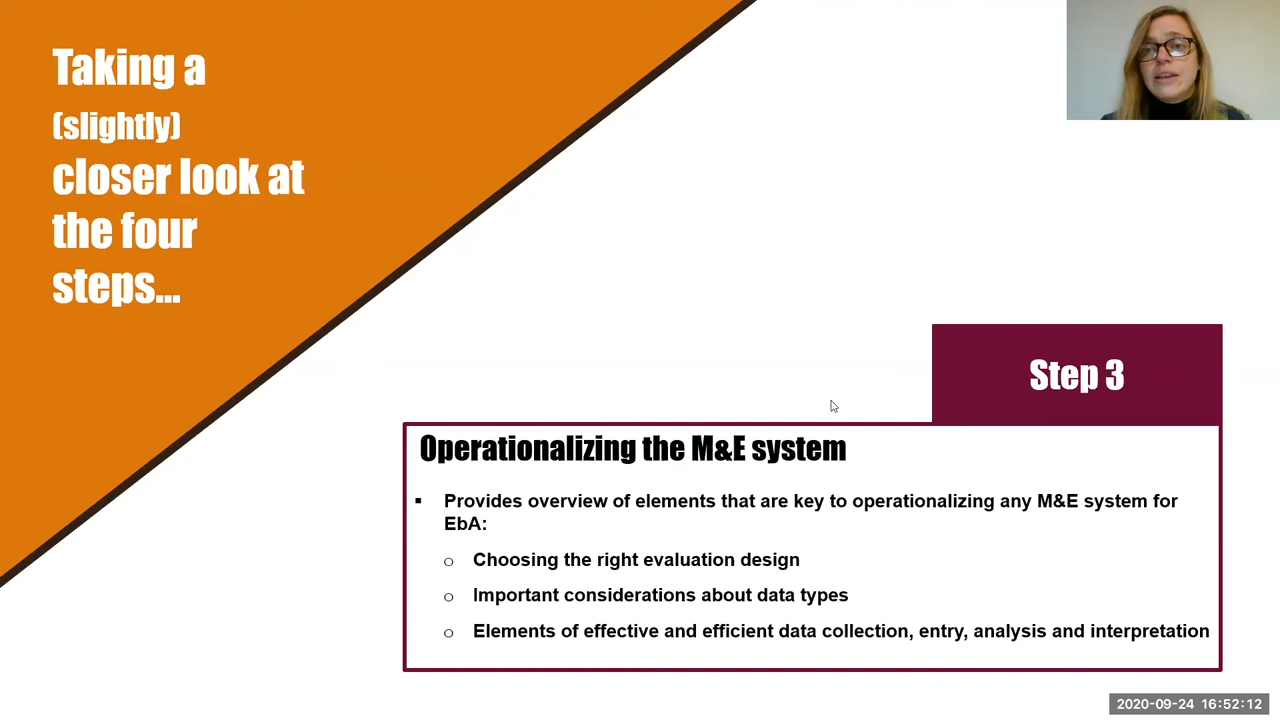 Taking a
(slightly)
closer look at
the four
steps...
Step 3
Operationalizing the M&E system
▪ Provides overview of elements that are key to operationalizing any M&E system for
EbA:
o Choosing the right evaluation design
o Important considerations about data types
o Elements of effective and efficient data collection, entry, analysis and interpretation
2020-09-24 16:52:12